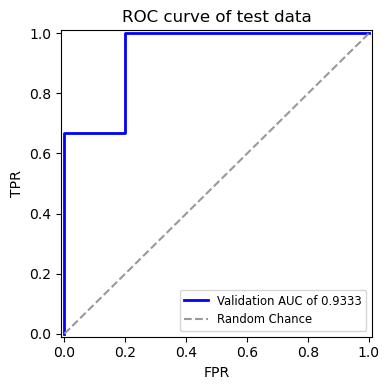 ROC curve of test data
TPR
1.0
0.8
0.6
0.4
0.2
0.0
Validation AUC of 0.9333
Random Chance
0.0 0.2 0.4 0.6 0.8 1.0
FPR